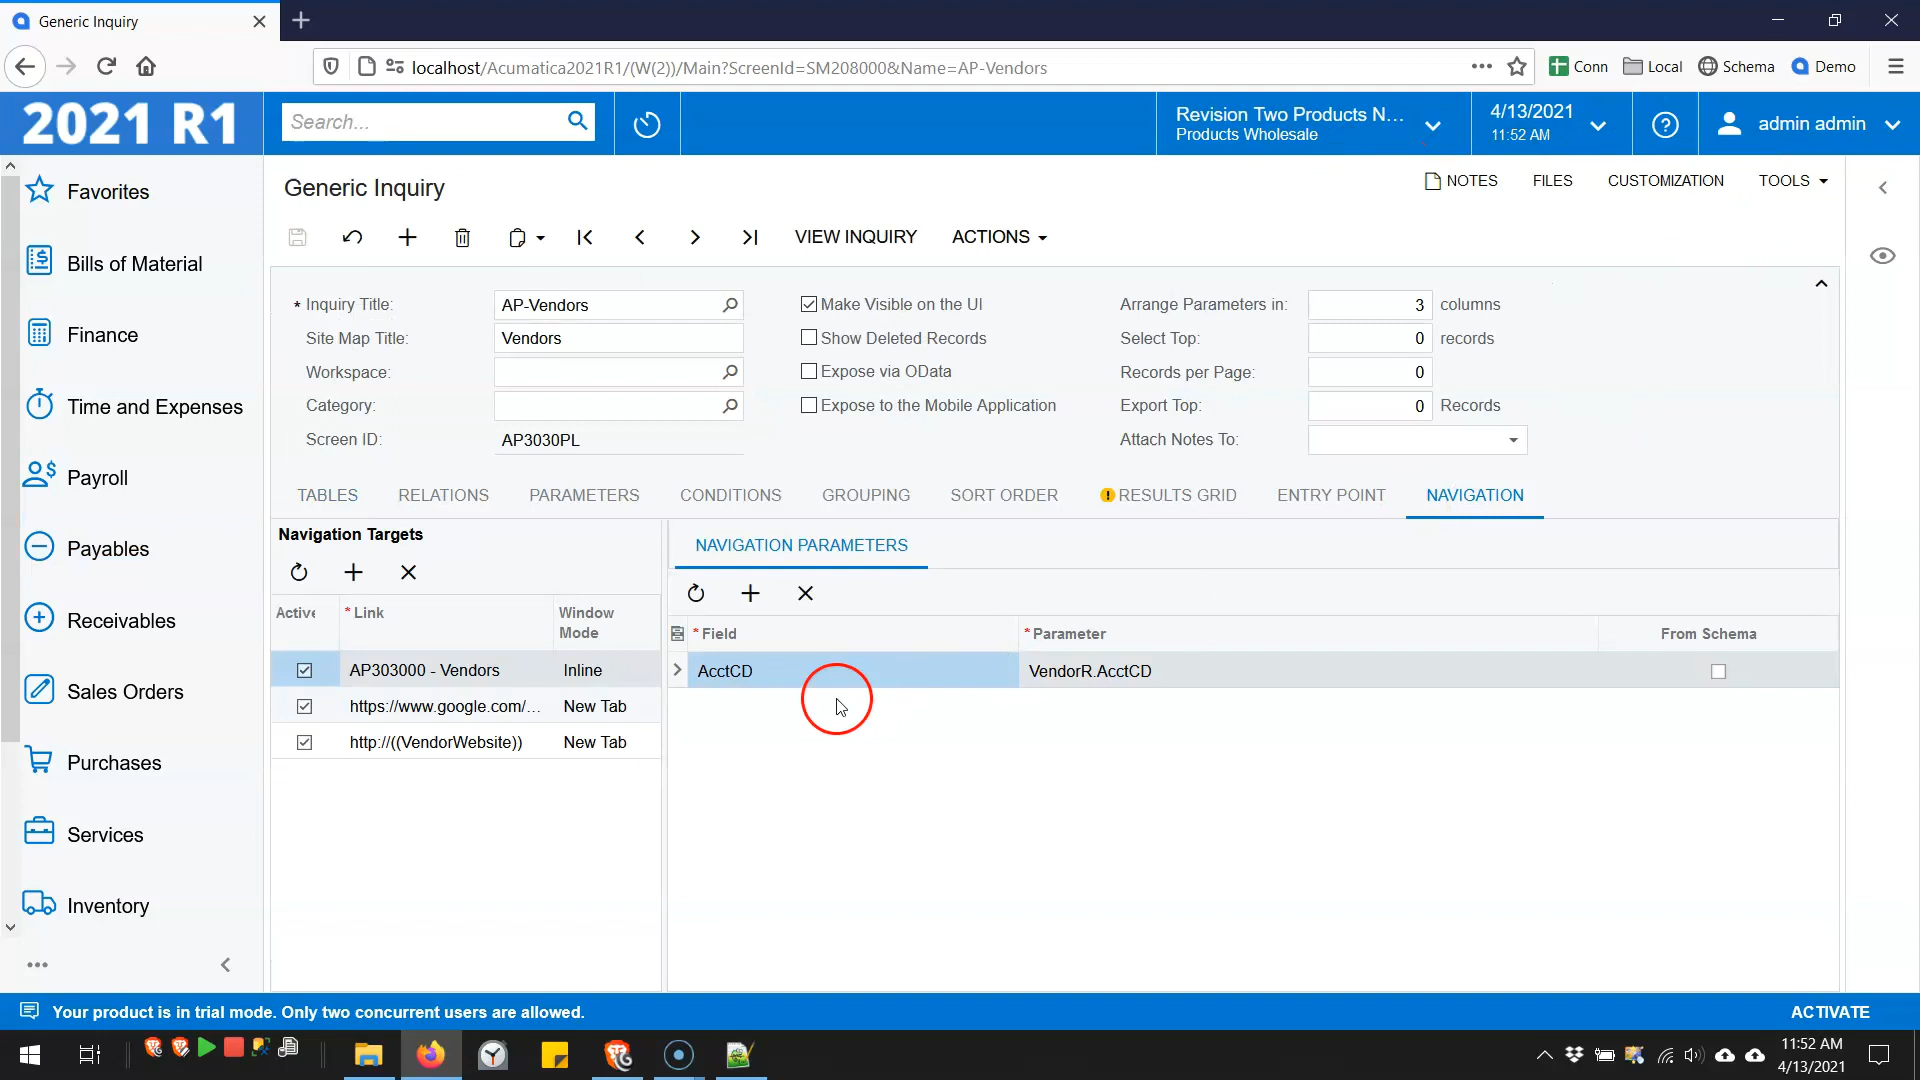 Generic Inquiry
localhost/Acumatica2021R1/(W(2))/Main?ScreenId=SM208000&Name=AP-Vendors
Conn
Local
Schema
Demo
2021 R1
Search...
Revision Two Products N...
Products Wholesale
4/13/2021
11:52 AM
admin admin
Favorites
Bills of Material
Finance
Time and Expenses
Payroll
Payables
Receivables
Sales Orders
Purchases
Services
Inventory
Generic Inquiry
NOTES
FILES
CUSTOMIZATION
TOOLS
VIEW INQUIRY
ACTIONS
* Inquiry Title:
AP-Vendors
Site Map Title:
Vendors
Workspace:
Category:
Screen ID:
AP3030PL
Make Visible on the UI
Show Deleted Records
Expose via OData
Expose to the Mobile Application
Arrange Parameters in:
3
columns
Select Top:
0
records
Records per Page:
0
Export Top:
0
Records
Attach Notes To:
TABLES
RELATIONS
PARAMETERS
CONDITIONS
GROUPING
SORT ORDER
RESULTS GRID
ENTRY POINT
NAVIGATION
Navigation Targets
Active
* Link
Window Mode
AP303000 - Vendors
Inline
https://www.google.com/...
New Tab
http://((VendorWebsite))
New Tab
NAVIGATION PARAMETERS
* Field
* Parameter
From Schema
AcctCD
VendorR.AcctCD
Your product is in trial mode. Only two concurrent users are allowed.
ACTIVATE
11:52 AM
4/13/2021